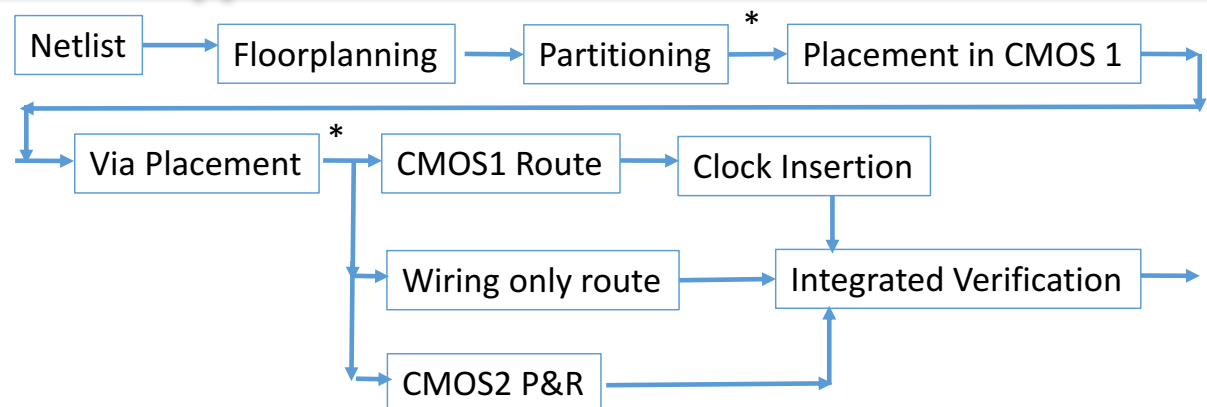 *
Netlist
Floorplanning
Partitioning
Placement in CMOS 1
*
Via Placement
CMOS1 Route
Clock Insertion
Wiring only route
Integrated Verification
CMOS2 P&R